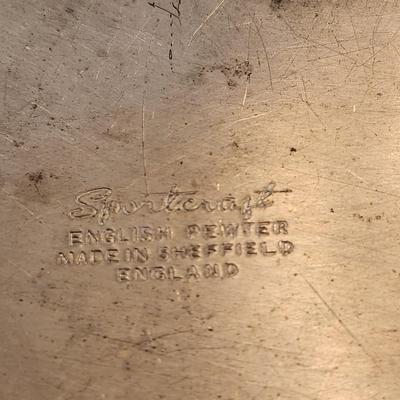 Sportcraft
ENGLISH PEWTER
MADE IN SHEFFIELD
ENGLAND